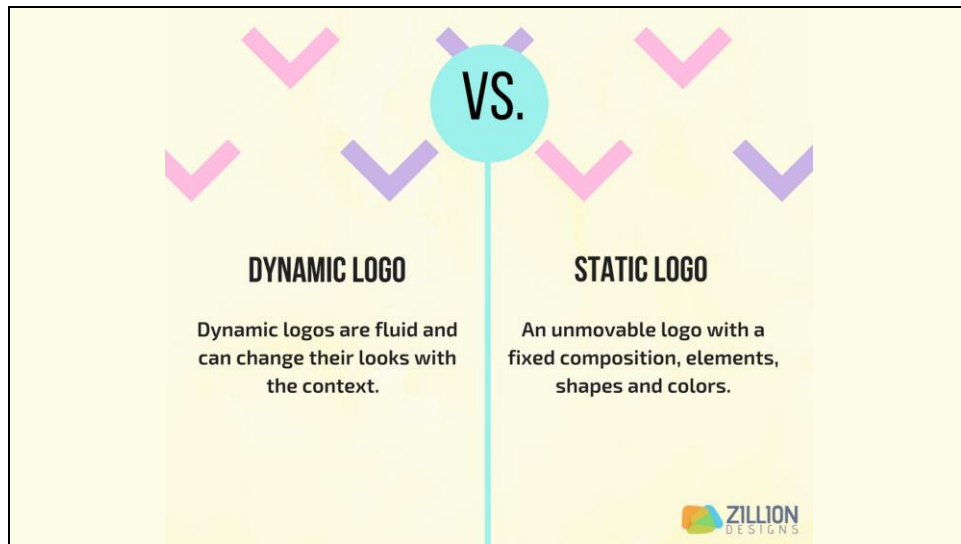 VS.
DYNAMIC LOGO
Dynamic logos are fluid and
can change their looks with
the context.
STATIC LOGO
An unmovable logo with a
fixed composition, elements,
shapes and colors.
ZILLION
DESIGNS